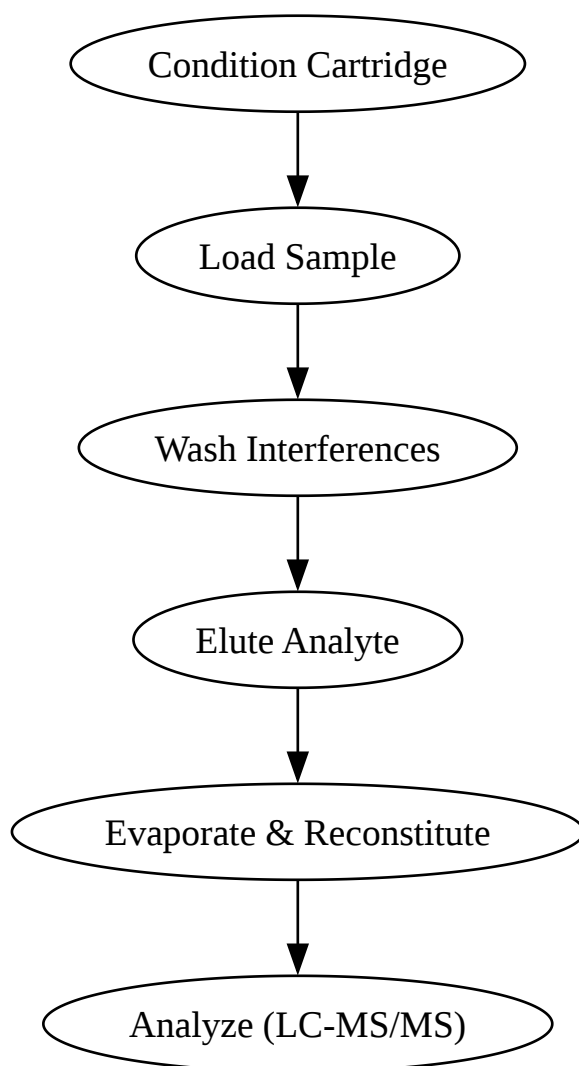 Condition Cartridge
Load Sample
Wash Interferences
Elute Analyte
Evaporate & Reconstitute
Analyze (LC-MS/MS)